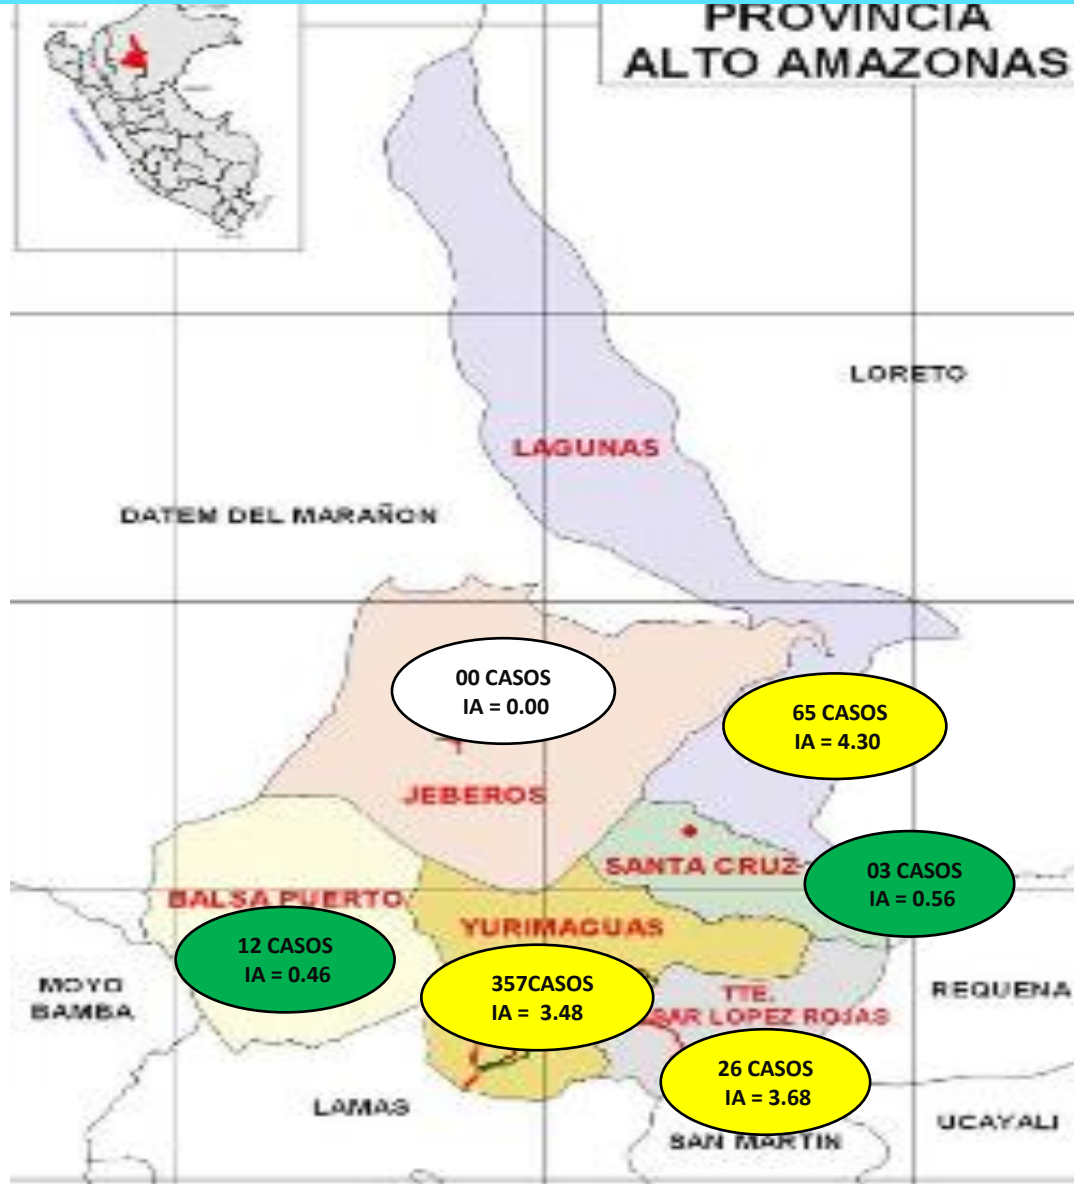 PROVINCIA
ALTO AMAZONAS
LORETO
LAGUNAS
DATEM DEL MARAÑON
00 CASOS
IA = 0.00
65 CASOS
IA = 4.30
JEBEROS
SANTA CRUZ
03 CASOS
IA = 0.56
BALSA PUERTO
YURIMAGUAS
12 CASOS
IA = 0.46
357CASOS
IA = 3.48
MOYO
BAMBA
TTE.
SAR LOPEZ ROJAS
REQUENA
26 CASOS
IA = 3.68
LAMAS
SAN MARTIN
UCAYALI